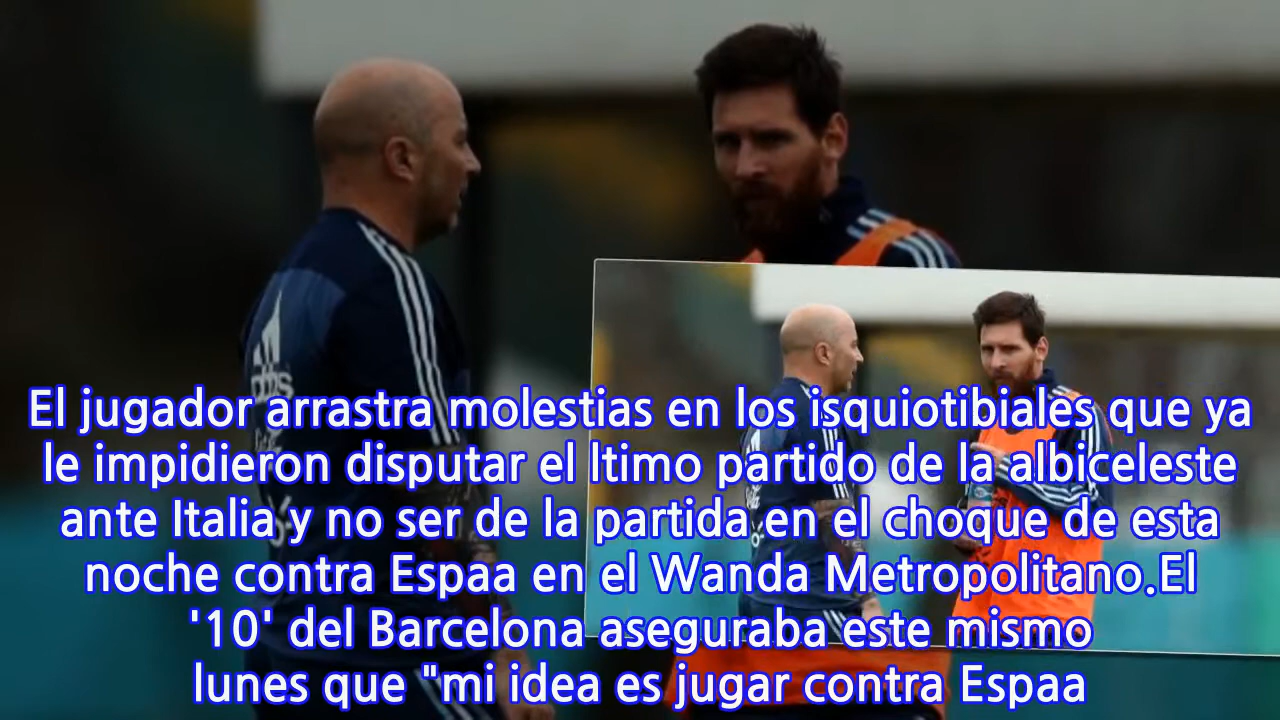 El jugador arrastra molestias en los isquiotibiales que ya
le impidieron disputar el ltimo partido de la albiceleste
ante Italia y no ser de la partida en el choque de esta
noche contra Espaa en el Wanda Metropolitano.El
'10' del Barcelona aseguraba este mismo
lunes que "mi idea es jugar contra Espaa